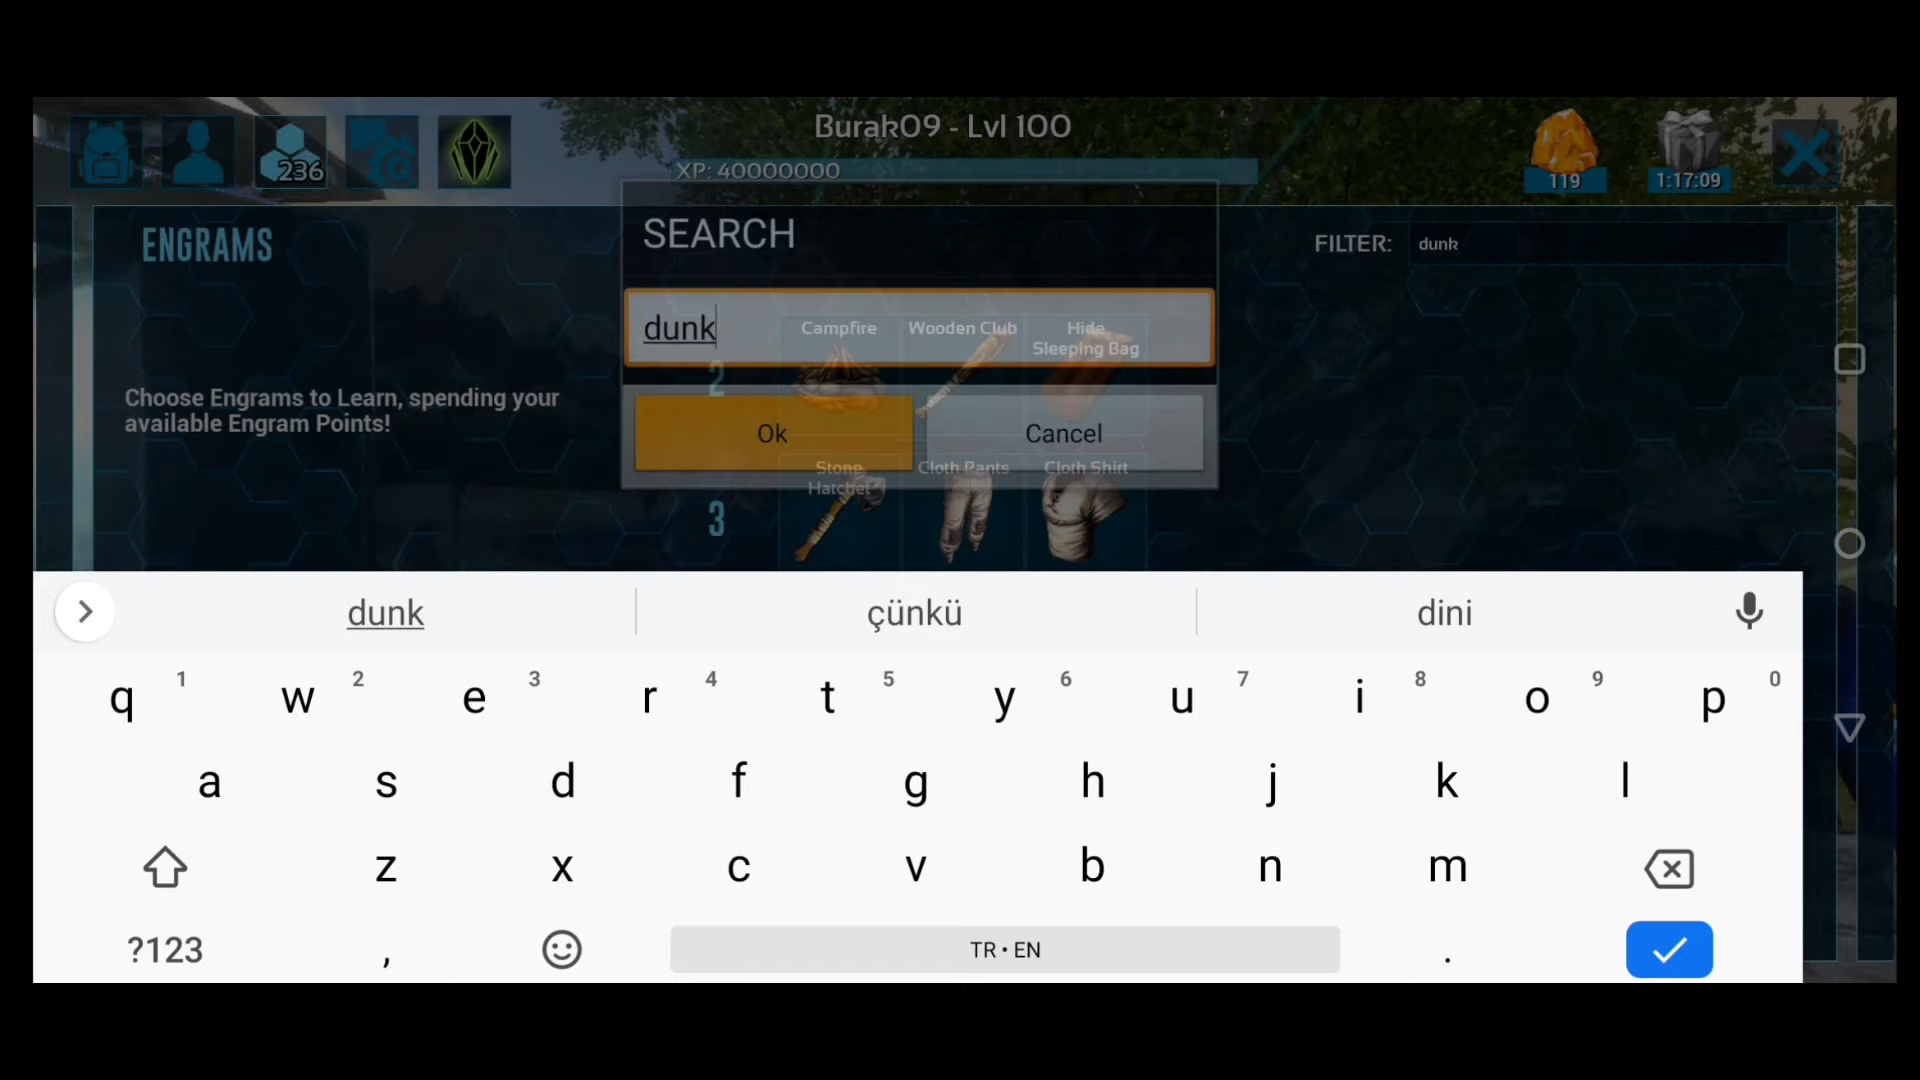 Burak09 - Lvl 100
XP: 40000000
236
119
1:17:09
ENGRAMS
SEARCH
FILTER:
dunk
dunk
Campfire
Wooden Club
Hide
Sleeping Bag
2
Choose Engrams to Learn, spending your
available Engram Points!
Ok
Cancel
Stone
Hatchet
Cloth Pants
Cloth Shirt
3
dunk
çünkü
dini
q 1 w 2 e 3 r 4 t 5 y 6 u 7 i 8 o 9 p 0
a s d f g h j k l
z x c v b n m
?123 , TR • EN .